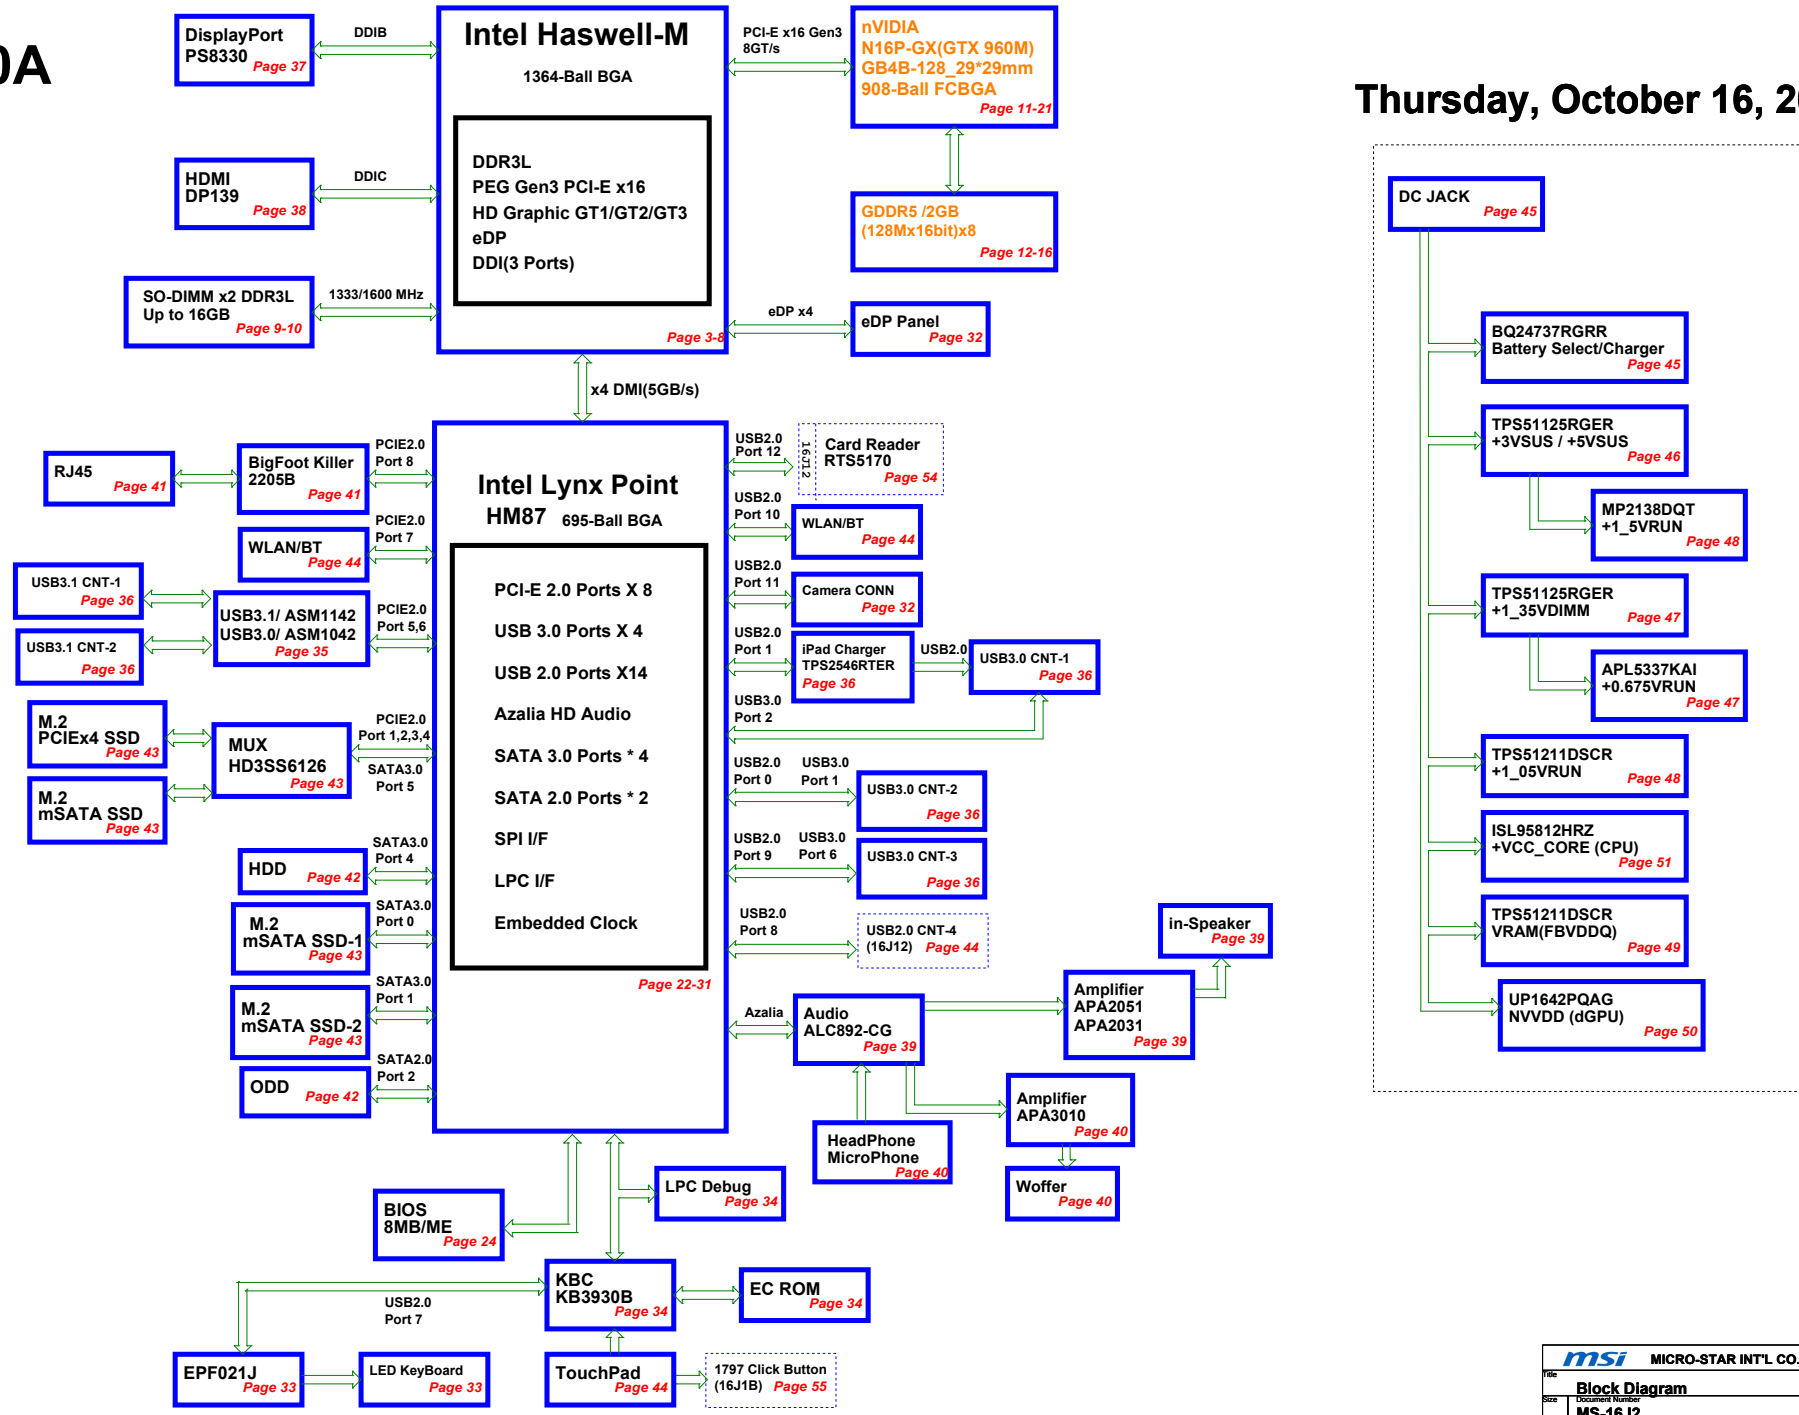 0A
DisplayPort
PS8330
Page 37
DDIB
Intel Haswell-M
1364-Ball BGA
PCI-E x16 Gen3
8GT/s
nVIDIA
N16P-GX(GTX 960M)
GB4B-128_29*29mm
908-Ball FCBGA
Page 11-21
Thursday, October 16, 2
HDMI
DP139
Page 38
DDIC
DDR3L
PEG Gen3 PCI-E x16
HD Graphic GT1/GT2/GT3
eDP
DDI(3 Ports)
GDDR5 /2GB
(128Mx16bit)x8
Page 12-16
SO-DIMM x2 DDR3L
Up to 16GB
Page 9-10
1333/1600 MHz
Page 3-8
eDP x4
eDP Panel
Page 32
x4 DMI(5GB/s)
RJ45
Page 41
BigFoot Killer
2205B
Page 41
PCIE2.0
Port 8
WLAN/BT
Page 44
PCIE2.0
Port 7
USB3.1 CNT-1
Page 36
USB3.1 CNT-2
Page 36
USB3.1/ ASM1142
USB3.0/ ASM1042
Page 35
PCIE2.0
Port 5,6
M.2
PCIEx4 SSD
Page 43
M.2
mSATA SSD
Page 43
MUX
HD3SS6126
Page 43
PCIE2.0
Port 1,2,3,4
SATA3.0
Port 5
HDD
Page 42
SATA3.0
Port 4
M.2
mSATA SSD-1
Page 43
SATA3.0
Port 0
M.2
mSATA SSD-2
Page 43
SATA3.0
Port 1
ODD
Page 42
SATA2.0
Port 2
Intel Lynx Point
HM87 695-Ball BGA
PCI-E 2.0 Ports X 8
USB 3.0 Ports X 4
USB 2.0 Ports X14
Azalia HD Audio
SATA 3.0 Ports * 4
SATA 2.0 Ports * 2
SPI I/F
LPC I/F
Embedded Clock
Page 22-31
USB2.0
Port 12
16J12
Card Reader
RTS5170
Page 54
USB2.0
Port 10
WLAN/BT
Page 44
USB2.0
Port 11
Camera CONN
Page 32
USB2.0
Port 1
iPad Charger
TPS2546RTER
Page 36
USB2.0
USB3.0 CNT-1
Page 36
USB3.0
Port 2
USB2.0
Port 0
USB3.0
Port 1
USB3.0 CNT-2
Page 36
USB2.0
Port 9
USB3.0
Port 6
USB3.0 CNT-3
Page 36
USB2.0
Port 8
USB2.0 CNT-4
(16J12) Page 44
Azalia
Audio
ALC892-CG
Page 39
Amplifier
APA2051
APA2031
Page 39
in-Speaker
Page 39
HeadPhone
MicroPhone
Page 40
Amplifier
APA3010
Page 40
Woffer
Page 40
BIOS
8MB/ME
Page 24
LPC Debug
Page 34
KBC
KB3930B
Page 34
EC ROM
Page 34
USB2.0
Port 7
EPF021J
Page 33
LED KeyBoard
Page 33
TouchPad
Page 44
1797 Click Button
(16J1B) Page 55
DC JACK
Page 45
BQ24737RGRR
Battery Select/Charger
Page 45
TPS51125RGER
+3VSUS / +5VSUS
Page 46
MP2138DQT
+1_5VRUN
Page 48
TPS51125RGER
+1_35VDIMM
Page 47
APL5337KAI
+0.675VRUN
Page 47
TPS51211DSCR
+1_05VRUN
Page 48
ISL95812HRZ
+VCC_CORE (CPU)
Page 51
TPS51211DSCR
VRAM(FBVDDQ)
Page 49
UP1642PQAG
NVVDD (dGPU)
Page 50
msi MICRO-STAR INT'L CO.
Title
Block Diagram
Size Document Number
MS-16J2